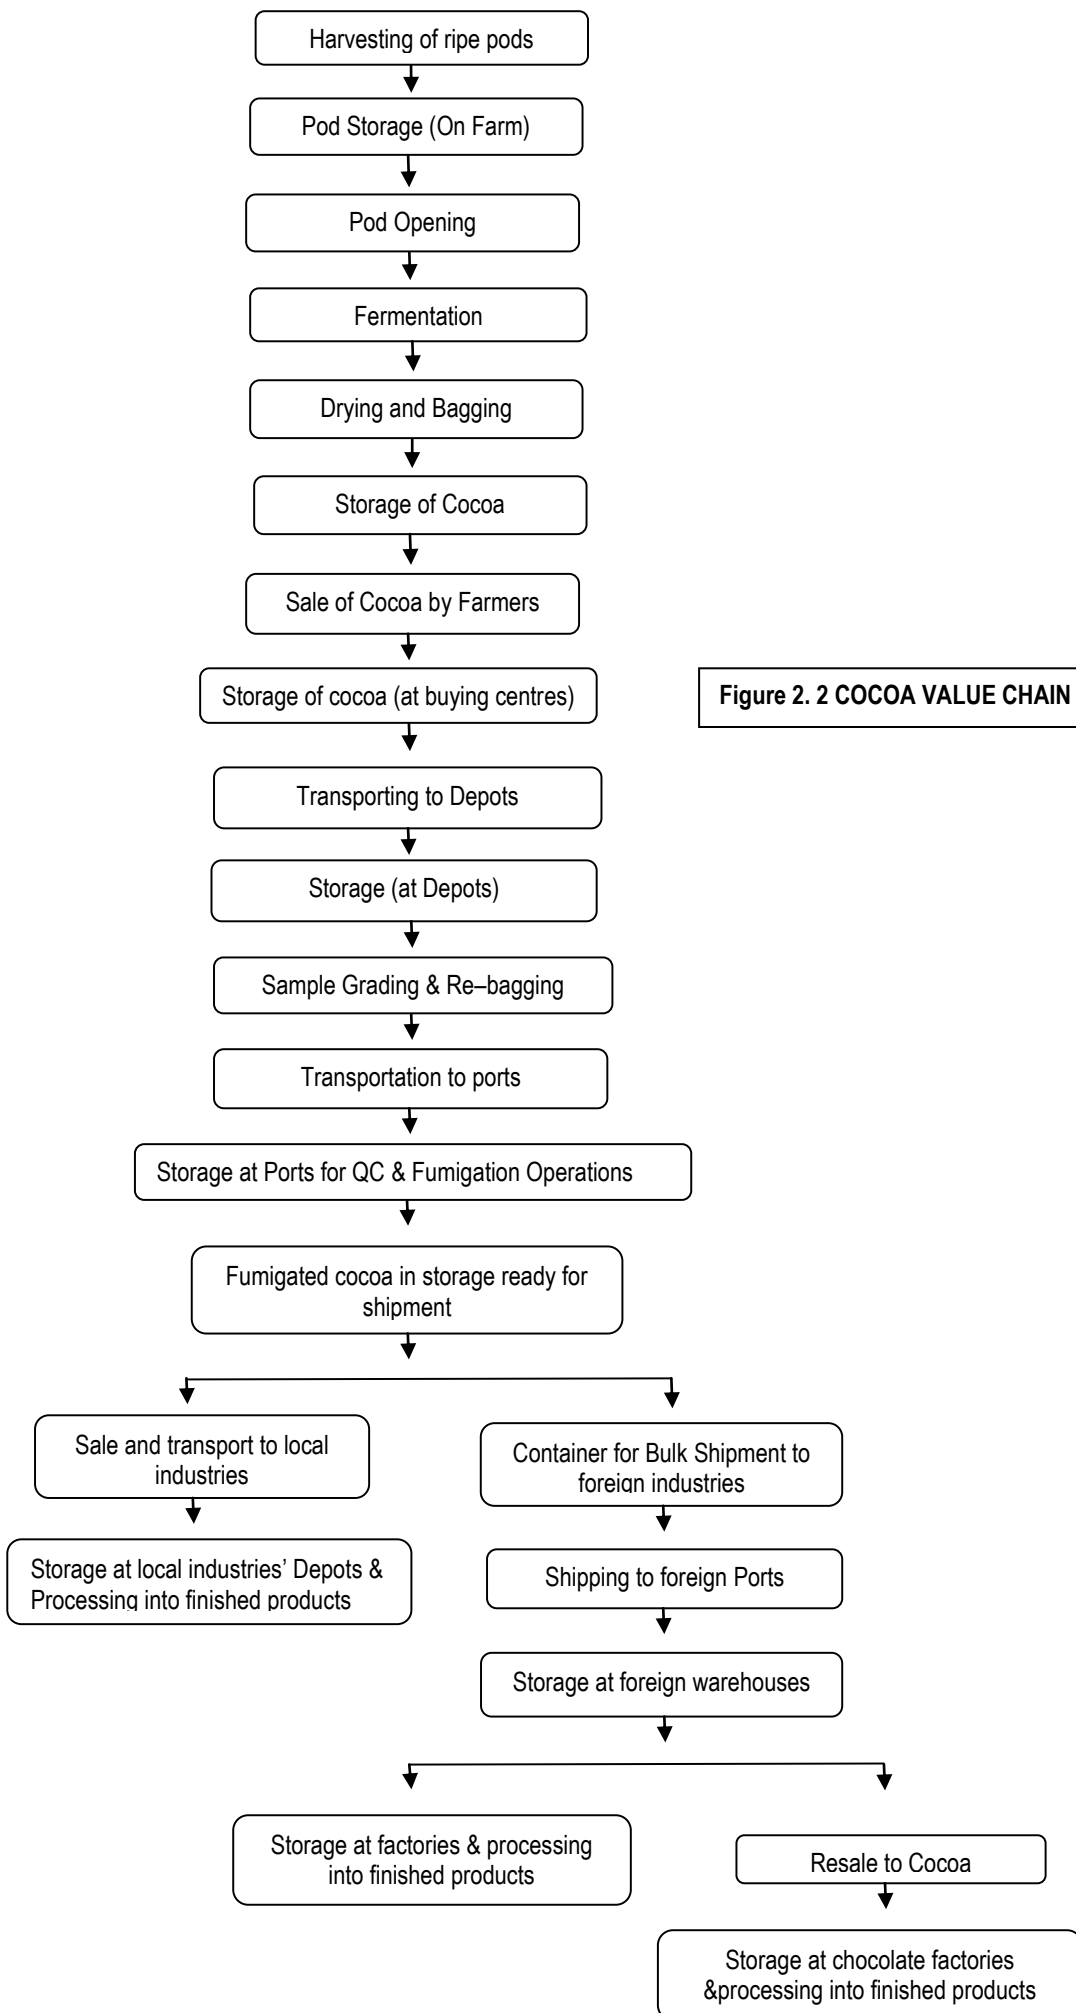 Harvesting of ripe pods
Pod Storage (On Farm)
Pod Opening
Fermentation
Drying and Bagging
Storage of Cocoa
Sale of Cocoa by Farmers
Storage of cocoa (at buying centres)
Figure 2. 2 COCOA VALUE CHAIN
Transporting to Depots
Storage (at Depots)
Sample Grading & Re–bagging
Transportation to ports
Storage at Ports for QC & Fumigation Operations
Fumigated cocoa in storage ready for
shipment
Sale and transport to local
industries
Container for Bulk Shipment to
foreign industries
Storage at local industries’ Depots &
Processing into finished products
Shipping to foreign Ports
Storage at foreign warehouses
Storage at factories & processing
into finished products
Resale to Cocoa
Storage at chocolate factories
&processing into finished products